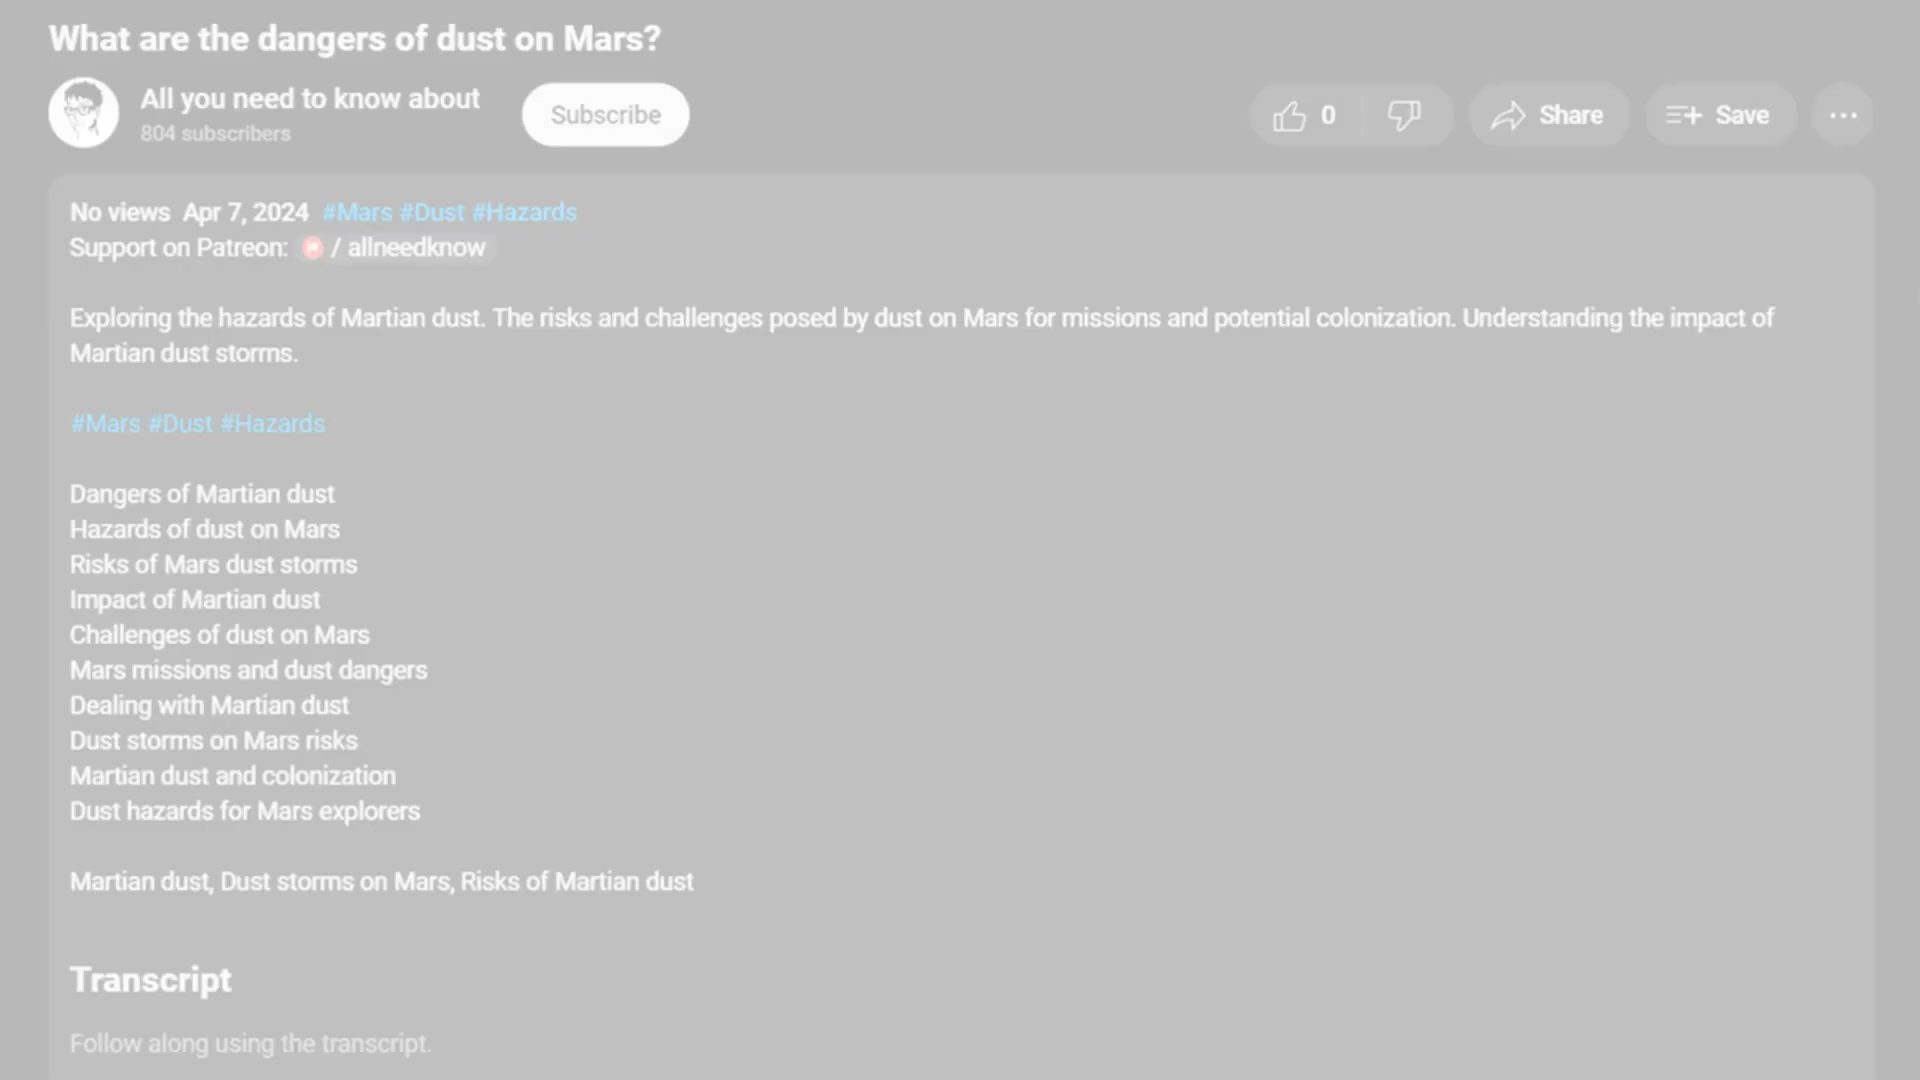 What are the dangers of dust on Mars?
All you need to know about
804 subscribers
Subscribe
0
Share
Save
No views Apr 7, 2024 #Mars #Dust #Hazards
Support on Patreon: / allneedknow
Exploring the hazards of Martian dust. The risks and challenges posed by dust on Mars for missions and potential colonization. Understanding the impact of
Martian dust storms.
#Mars #Dust #Hazards
Dangers of Martian dust
Hazards of dust on Mars
Risks of Mars dust storms
Impact of Martian dust
Challenges of dust on Mars
Mars missions and dust dangers
Dealing with Martian dust
Dust storms on Mars risks
Martian dust and colonization
Dust hazards for Mars explorers
Martian dust, Dust storms on Mars, Risks of Martian dust
Transcript
Follow along using the transcript.